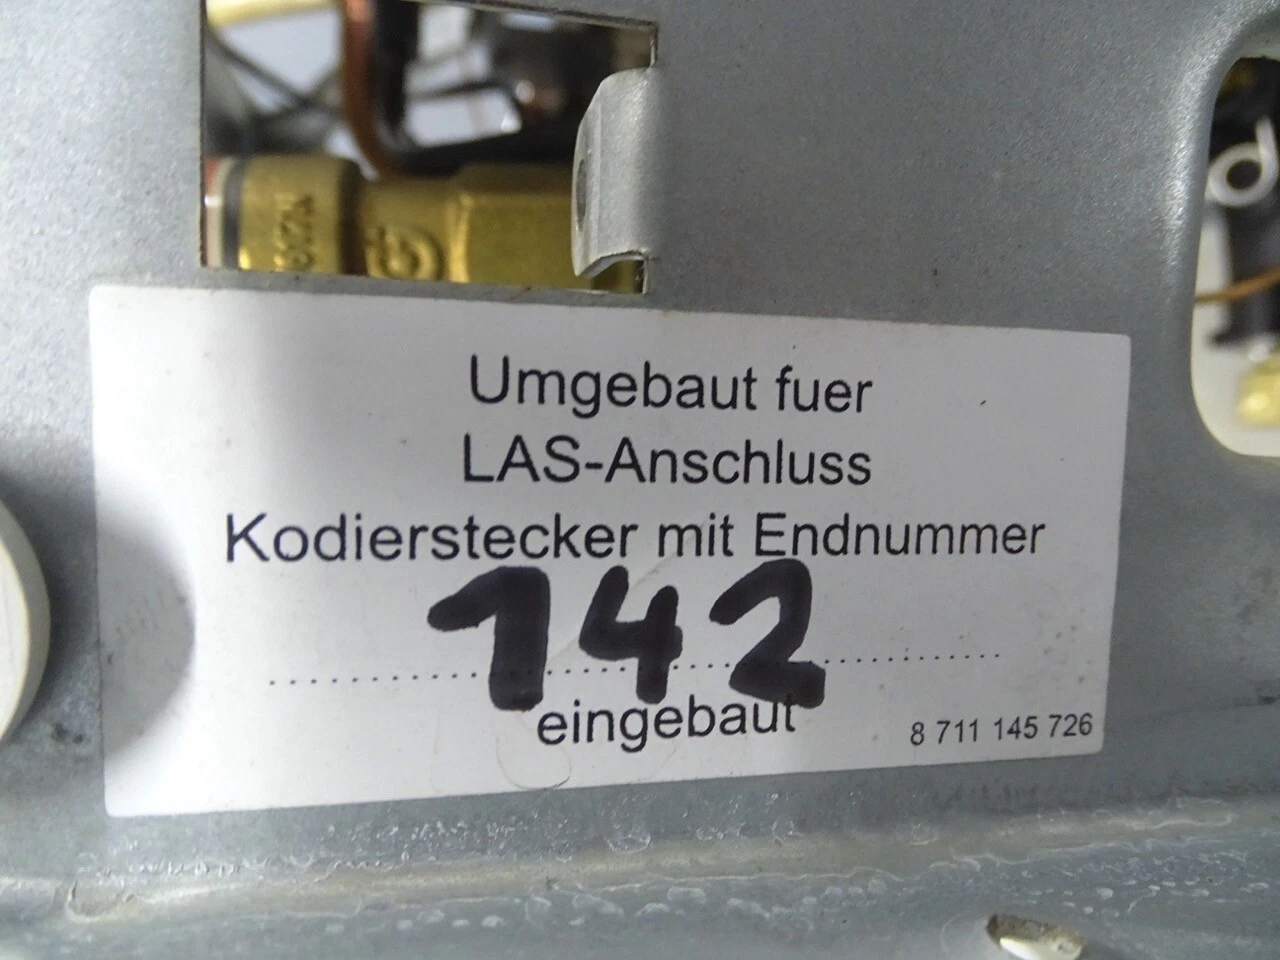 Umgebaut fuer
LAS-Anschluss
Kodierstecker mit Endnummer
142
eingebaut
8 711 145 726